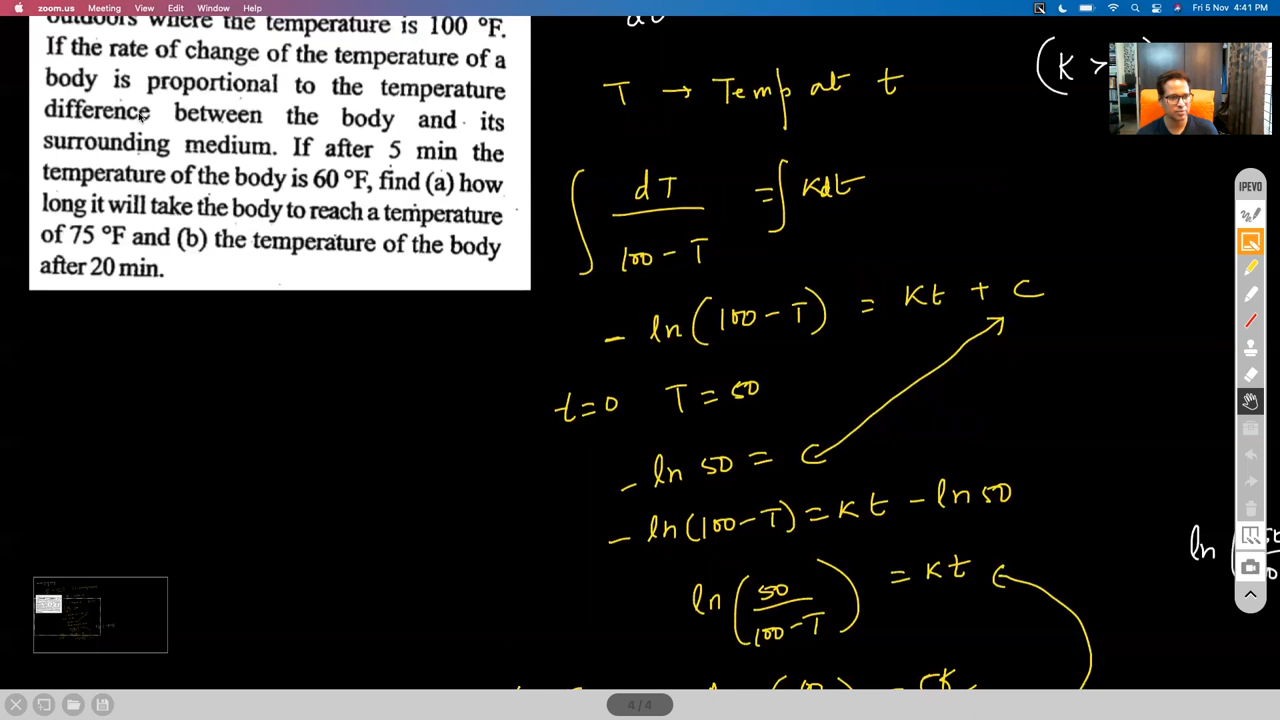 zoom.us Meeting View Edit Window Help Fri 5 Nov 4:41 PM
outdoors where the temperature is 100 °F.
If the rate of change of the temperature of a
body is proportional to the temperature
difference between the body and its
surrounding medium. If after 5 min the
temperature of the body is 60 °F, find (a) how
long it will take the body to reach a temperature
of 75 °F and (b) the temperature of the body
after 20 min.
(K >
T → Temp at t
∫ dT / 100 - T = ∫ Kdt
- ln (100 - T) = Kt + C
t=0 T = 50
- ln 50 = C
- ln(100-T) = Kt - ln 50
ln (50 / 100-T) = Kt
= 5K
ln
IPEVO
4 / 4